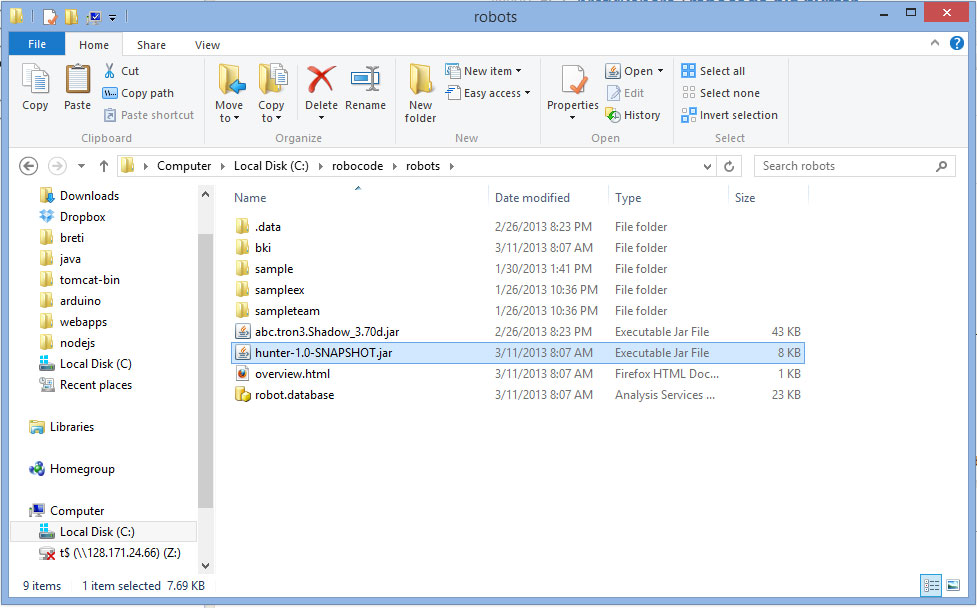 robots
File Home Share View
Copy
Paste
Cut
Copy path
Paste shortcut
Clipboard
Move to
Copy to
Delete
Rename
Organize
New folder
New item
Easy access
New
Properties
Open
Edit
History
Open
Select all
Select none
Invert selection
Select
Computer Local Disk (C:) robocode robots
Search robots
Downloads
Dropbox
breti
java
tomcat-bin
arduino
webapps
nodejs
Local Disk (C:)
Recent places
Libraries
Homegroup
Computer
Local Disk (C:)
t$ (\\128.171.24.66) (Z:)
Name Date modified Type Size
.data 2/26/2013 8:23 PM File folder
bki 3/11/2013 8:07 AM File folder
sample 1/30/2013 1:41 PM File folder
sampleex 1/26/2013 10:36 PM File folder
sampleteam 1/26/2013 10:36 PM File folder
abc.tron3.Shadow_3.70d.jar 2/26/2013 8:23 PM Executable Jar File 43 KB
hunter-1.0-SNAPSHOT.jar 3/11/2013 8:07 AM Executable Jar File 8 KB
overview.html 3/11/2013 8:07 AM Firefox HTML Doc... 1 KB
robot.database 3/11/2013 8:07 AM Analysis Services ... 23 KB
9 items 1 item selected 7.69 KB